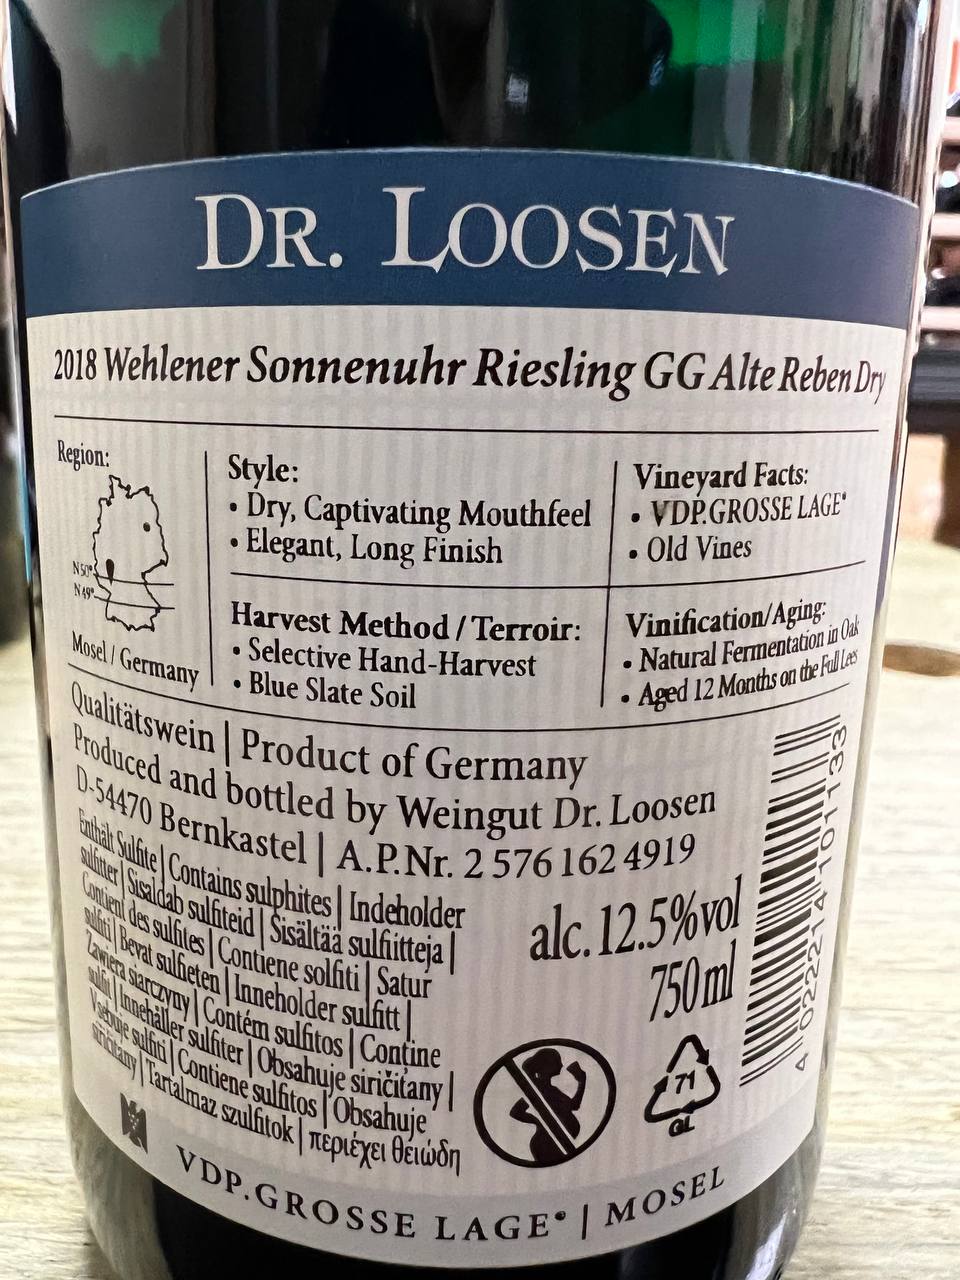 DR. LOOSEN
2018 Wehlener Sonnenuhr Riesling GG Alte Reben Dry
Region:
N50°
N49°
Mosel / Germany
Style:
• Dry, Captivating Mouthfeel
• Elegant, Long Finish
Vineyard Facts:
• VDP.GROSSE LAGE®
• Old Vines
Harvest Method / Terroir:
• Selective Hand-Harvest
• Blue Slate Soil
Vinification/Aging:
• Natural Fermentation in Oak
• Aged 12 Months on the Full Lees
Qualitätswein | Product of Germany
Produced and bottled by Weingut Dr. Loosen
D-54470 Bernkastel | A.P.Nr. 2 576 162 4919
Enthält Sulfite | Contains sulphites | Indeholder
sulfitter | Sisaldab sulfiteid | Sisältää sulfiitteja |
Contient des sulfites | Contiene solfiti | Satur
sulfiti | Bevat sulfieten | Inneholder sulfitt |
Zawiera siarczyny | Contém sulfitos | Contine
sulfiti | Innehåller sulfiter | Obsahuje siričitany |
Vsebuje sulfiti | Contiene sulfitos | Obsahuje
siřičitany | Tartalmaz szulfitok | περιέχει θειώδη
alc. 12.5%vol
750ml
71
GL
4 022214 101133
VDP.GROSSE LAGE® | MOSEL